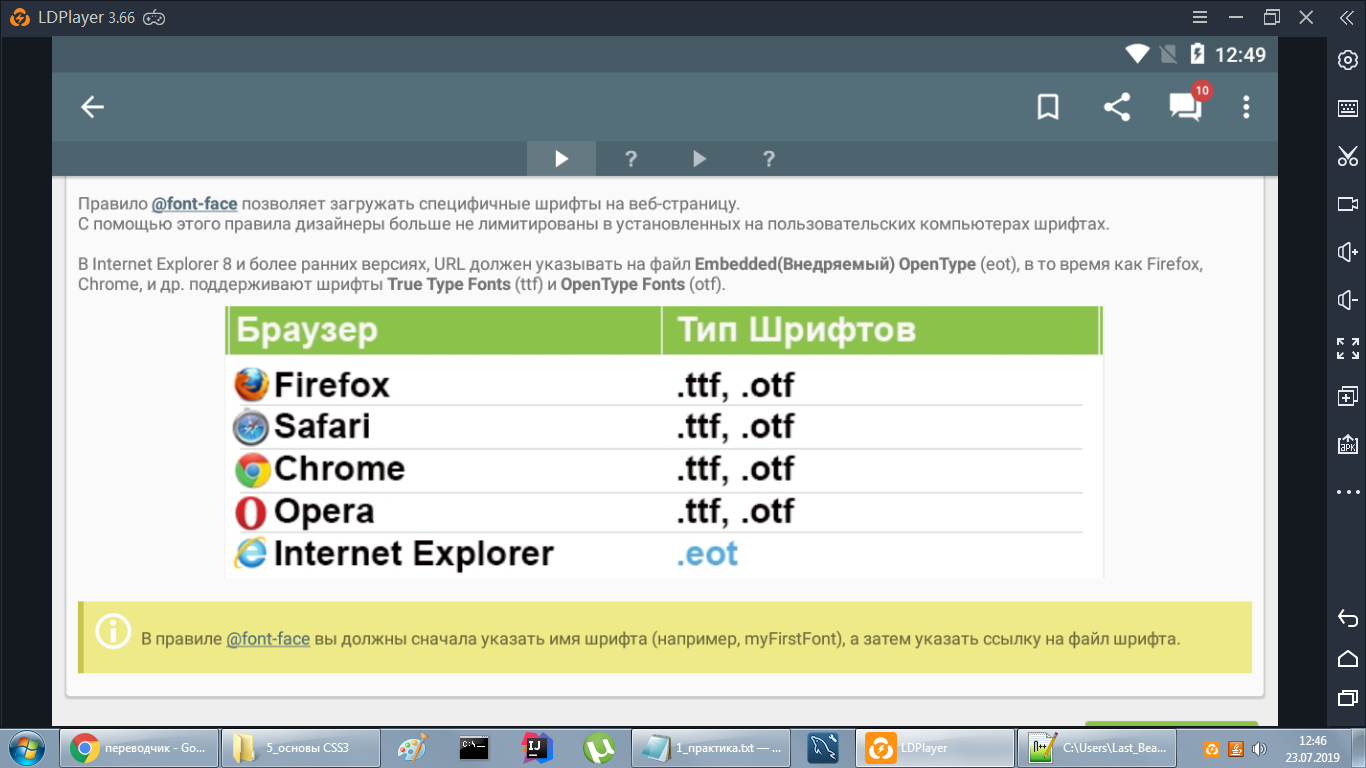 LDPlayer 3.66
12:49
10
? ?
Правило @font-face позволяет загружать специфичные шрифты на веб-страницу.
С помощью этого правила дизайнеры больше не лимитированы в установленных на пользовательских компьютерах шрифтах.
В Internet Explorer 8 и более ранних версиях, URL должен указывать на файл Embedded(Внедряемый) OpenType (eot), в то время как Firefox,
Chrome, и др. поддерживают шрифты True Type Fonts (ttf) и OpenType Fonts (otf).
Браузер Тип Шрифтов
Firefox .ttf, .otf
Safari .ttf, .otf
Chrome .ttf, .otf
Opera .ttf, .otf
Internet Explorer .eot
В правиле @font-face вы должны сначала указать имя шрифта (например, myFirstFont), а затем указать ссылку на файл шрифта.
APK
переводчик - Go... 5_основы CSS3 C:\ IJ 1_практика.txt — ... LDPlayer C:\Users\Last_Bea... 12:46
23.07.2019